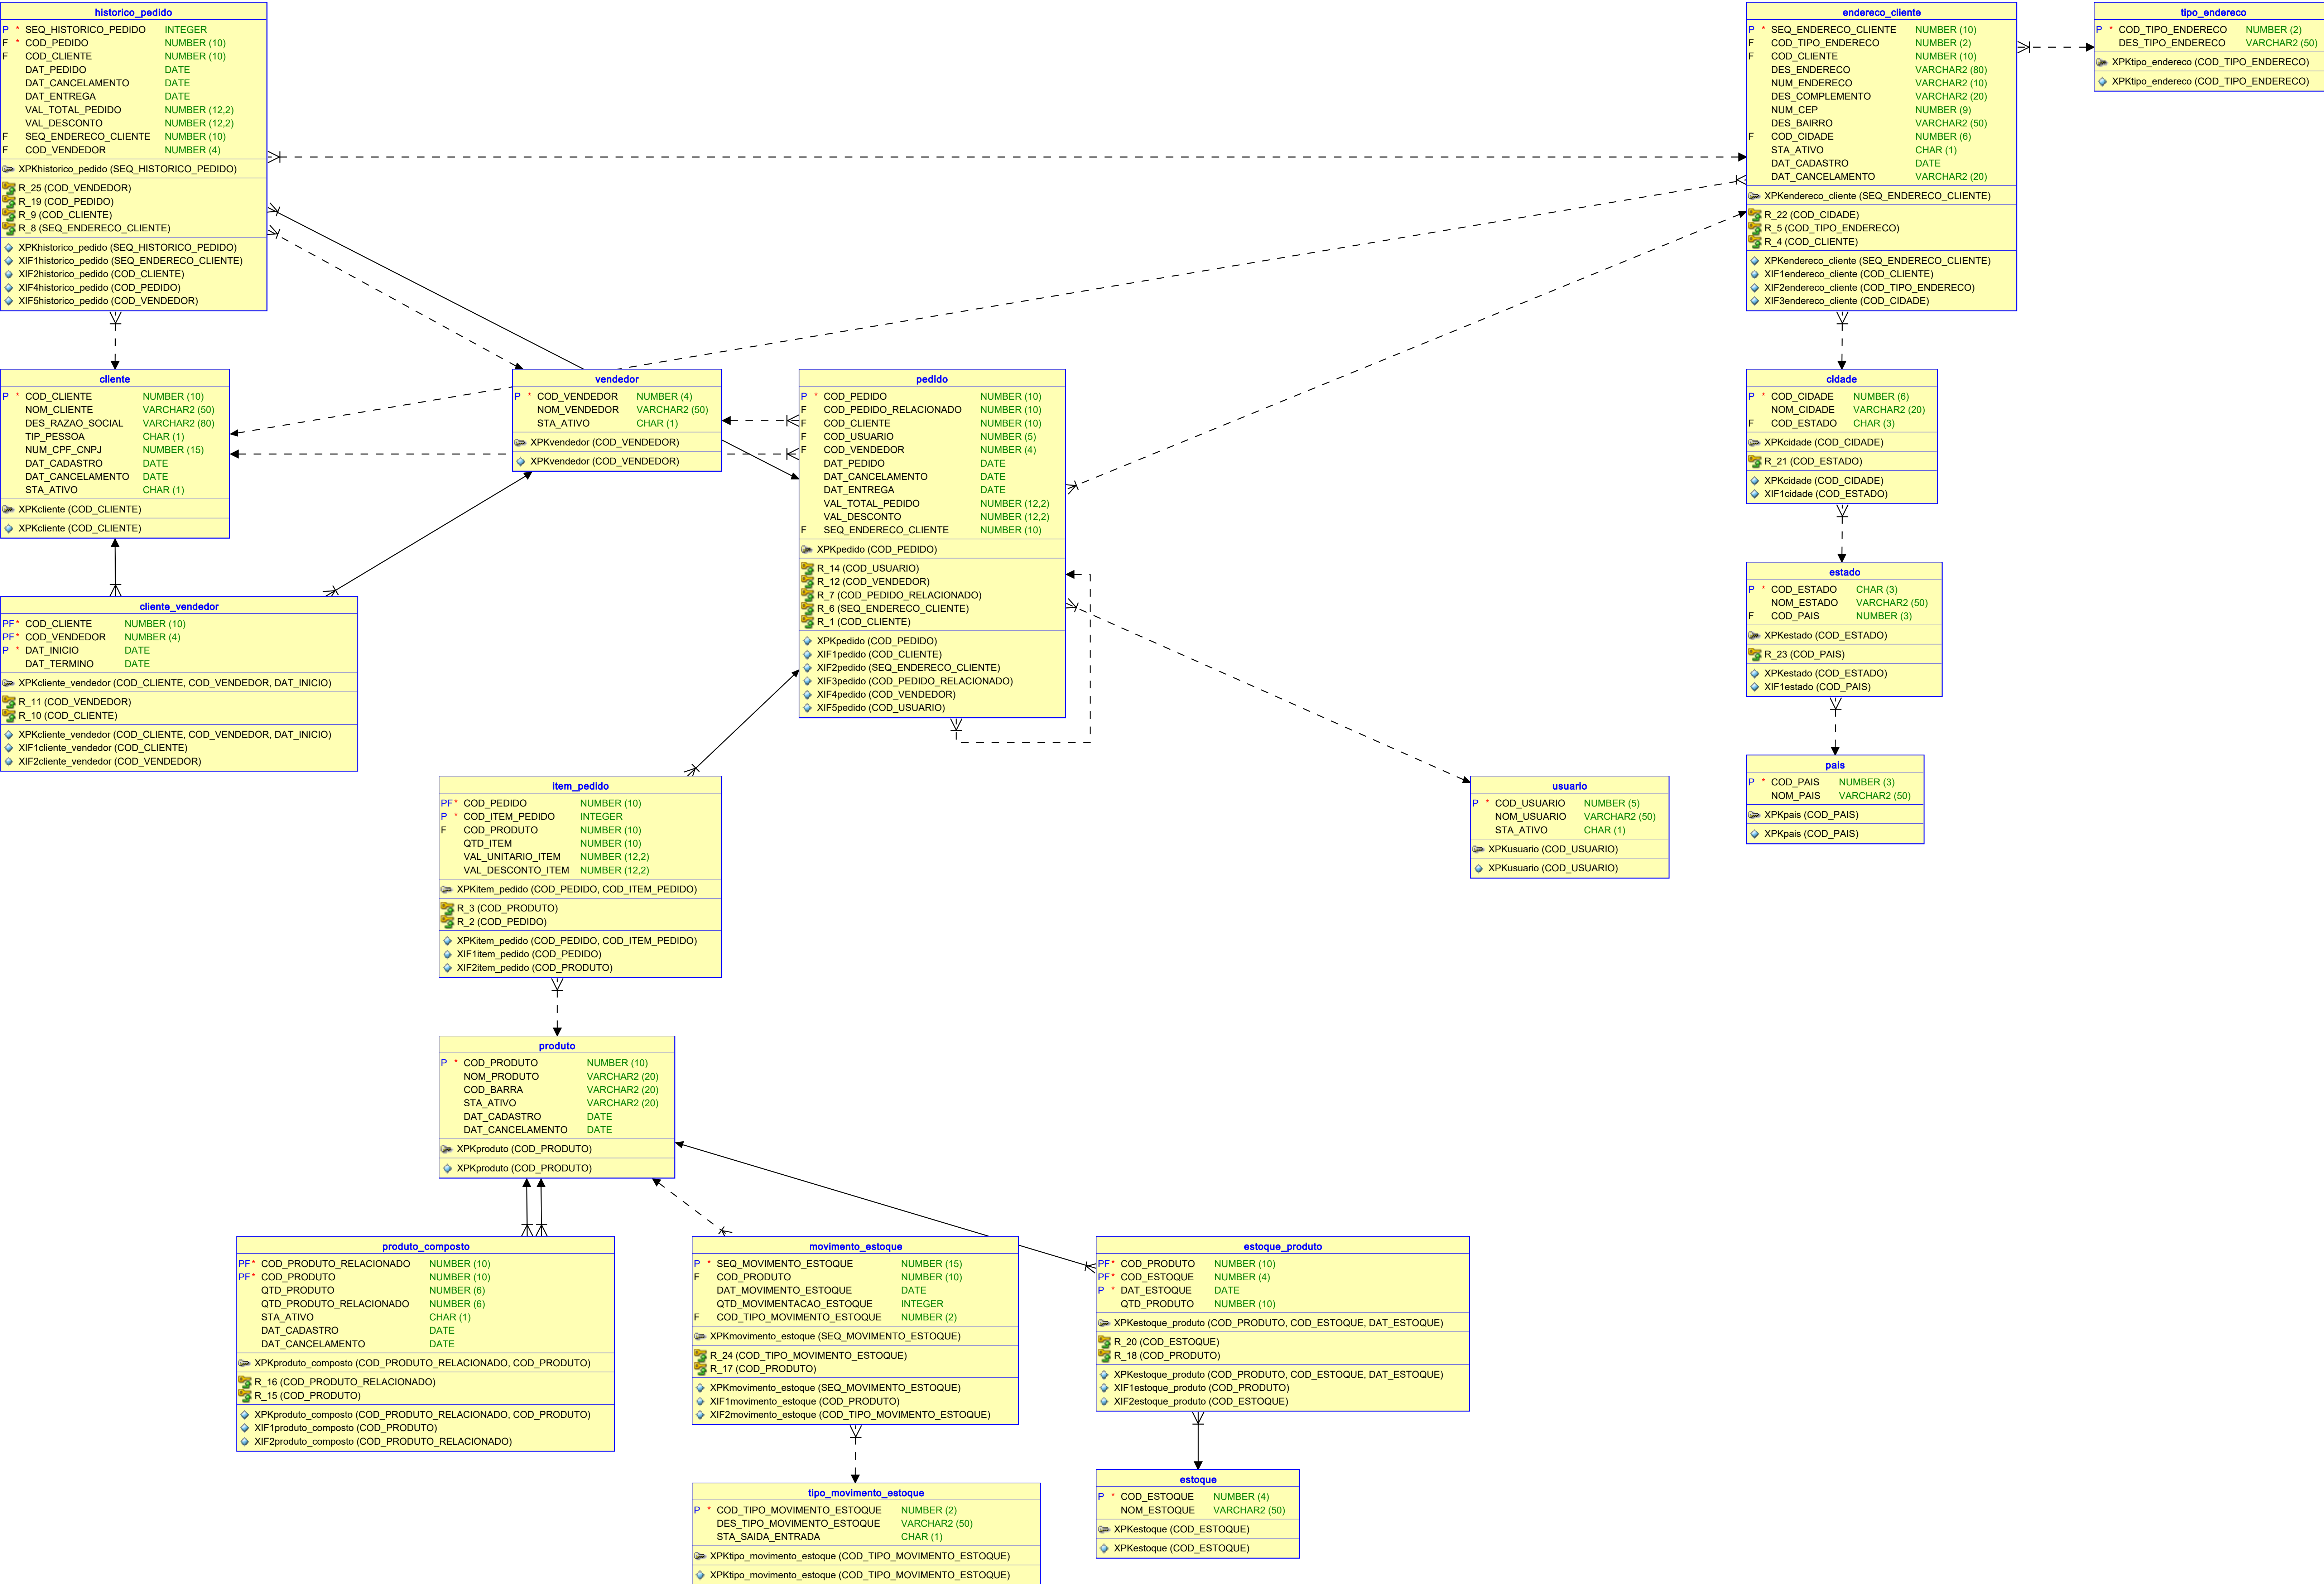 historico_pedido
P * SEQ_HISTORICO_PEDIDO INTEGER
F * COD_PEDIDO NUMBER (10)
F COD_CLIENTE NUMBER (10)
DAT_PEDIDO DATE
DAT_CANCELAMENTO DATE
DAT_ENTREGA DATE
VAL_TOTAL_PEDIDO NUMBER (12,2)
VAL_DESCONTO NUMBER (12,2)
F SEQ_ENDERECO_CLIENTE NUMBER (10)
F COD_VENDEDOR NUMBER (4)
XPKhistorico_pedido (SEQ_HISTORICO_PEDIDO)
R_25 (COD_VENDEDOR)
R_19 (COD_PEDIDO)
R_9 (COD_CLIENTE)
R_8 (SEQ_ENDERECO_CLIENTE)
XPKhistorico_pedido (SEQ_HISTORICO_PEDIDO)
XIF1historico_pedido (SEQ_ENDERECO_CLIENTE)
XIF2historico_pedido (COD_CLIENTE)
XIF4historico_pedido (COD_PEDIDO)
XIF5historico_pedido (COD_VENDEDOR)
endereco_cliente
P * SEQ_ENDERECO_CLIENTE NUMBER (10)
F COD_TIPO_ENDERECO NUMBER (2)
F COD_CLIENTE NUMBER (10)
DES_ENDERECO VARCHAR2 (80)
NUM_ENDERECO VARCHAR2 (10)
DES_COMPLEMENTO VARCHAR2 (20)
NUM_CEP NUMBER (9)
DES_BAIRRO VARCHAR2 (50)
F COD_CIDADE NUMBER (6)
STA_ATIVO CHAR (1)
DAT_CADASTRO DATE
DAT_CANCELAMENTO VARCHAR2 (20)
XPKendereco_cliente (SEQ_ENDERECO_CLIENTE)
R_22 (COD_CIDADE)
R_5 (COD_TIPO_ENDERECO)
R_4 (COD_CLIENTE)
XPKendereco_cliente (SEQ_ENDERECO_CLIENTE)
XIF1endereco_cliente (COD_CLIENTE)
XIF2endereco_cliente (COD_TIPO_ENDERECO)
XIF3endereco_cliente (COD_CIDADE)
tipo_endereco
P * COD_TIPO_ENDERECO NUMBER (2)
DES_TIPO_ENDERECO VARCHAR2 (50)
XPKtipo_endereco (COD_TIPO_ENDERECO)
XPKtipo_endereco (COD_TIPO_ENDERECO)
cliente
P * COD_CLIENTE NUMBER (10)
NOM_CLIENTE VARCHAR2 (50)
DES_RAZAO_SOCIAL VARCHAR2 (80)
TIP_PESSOA CHAR (1)
NUM_CPF_CNPJ NUMBER (15)
DAT_CADASTRO DATE
DAT_CANCELAMENTO DATE
STA_ATIVO CHAR (1)
XPKcliente (COD_CLIENTE)
XPKcliente (COD_CLIENTE)
vendedor
P * COD_VENDEDOR NUMBER (4)
NOM_VENDEDOR VARCHAR2 (50)
STA_ATIVO CHAR (1)
XPKvendedor (COD_VENDEDOR)
XPKvendedor (COD_VENDEDOR)
pedido
P * COD_PEDIDO NUMBER (10)
F COD_PEDIDO_RELACIONADO NUMBER (10)
F COD_CLIENTE NUMBER (10)
F COD_USUARIO NUMBER (5)
F COD_VENDEDOR NUMBER (4)
DAT_PEDIDO DATE
DAT_CANCELAMENTO DATE
DAT_ENTREGA DATE
VAL_TOTAL_PEDIDO NUMBER (12,2)
VAL_DESCONTO NUMBER (12,2)
F SEQ_ENDERECO_CLIENTE NUMBER (10)
XPKpedido (COD_PEDIDO)
R_14 (COD_USUARIO)
R_12 (COD_VENDEDOR)
R_7 (COD_PEDIDO_RELACIONADO)
R_6 (SEQ_ENDERECO_CLIENTE)
R_1 (COD_CLIENTE)
XPKpedido (COD_PEDIDO)
XIF1pedido (COD_CLIENTE)
XIF2pedido (SEQ_ENDERECO_CLIENTE)
XIF3pedido (COD_PEDIDO_RELACIONADO)
XIF4pedido (COD_VENDEDOR)
XIF5pedido (COD_USUARIO)
cidade
P * COD_CIDADE NUMBER (6)
NOM_CIDADE VARCHAR2 (20)
F COD_ESTADO CHAR (3)
XPKcidade (COD_CIDADE)
R_21 (COD_ESTADO)
XPKcidade (COD_CIDADE)
XIF1cidade (COD_ESTADO)
estado
P * COD_ESTADO CHAR (3)
NOM_ESTADO VARCHAR2 (50)
F COD_PAIS NUMBER (3)
XPKestado (COD_ESTADO)
R_23 (COD_PAIS)
XPKestado (COD_ESTADO)
XIF1estado (COD_PAIS)
cliente_vendedor
PF* COD_CLIENTE NUMBER (10)
PF* COD_VENDEDOR NUMBER (4)
P * DAT_INICIO DATE
DAT_TERMINO DATE
XPKcliente_vendedor (COD_CLIENTE, COD_VENDEDOR, DAT_INICIO)
R_11 (COD_VENDEDOR)
R_10 (COD_CLIENTE)
XPKcliente_vendedor (COD_CLIENTE, COD_VENDEDOR, DAT_INICIO)
XIF1cliente_vendedor (COD_CLIENTE)
XIF2cliente_vendedor (COD_VENDEDOR)
pais
P * COD_PAIS NUMBER (3)
NOM_PAIS VARCHAR2 (50)
XPKpais (COD_PAIS)
XPKpais (COD_PAIS)
item_pedido
PF* COD_PEDIDO NUMBER (10)
P * COD_ITEM_PEDIDO INTEGER
F COD_PRODUTO NUMBER (10)
QTD_ITEM NUMBER (10)
VAL_UNITARIO_ITEM NUMBER (12,2)
VAL_DESCONTO_ITEM NUMBER (12,2)
XPKitem_pedido (COD_PEDIDO, COD_ITEM_PEDIDO)
R_3 (COD_PRODUTO)
R_2 (COD_PEDIDO)
XPKitem_pedido (COD_PEDIDO, COD_ITEM_PEDIDO)
XIF1item_pedido (COD_PEDIDO)
XIF2item_pedido (COD_PRODUTO)
usuario
P * COD_USUARIO NUMBER (5)
NOM_USUARIO VARCHAR2 (50)
STA_ATIVO CHAR (1)
XPKusuario (COD_USUARIO)
XPKusuario (COD_USUARIO)
produto
P * COD_PRODUTO NUMBER (10)
NOM_PRODUTO VARCHAR2 (20)
COD_BARRA VARCHAR2 (20)
STA_ATIVO VARCHAR2 (20)
DAT_CADASTRO DATE
DAT_CANCELAMENTO DATE
XPKproduto (COD_PRODUTO)
XPKproduto (COD_PRODUTO)
produto_composto
PF* COD_PRODUTO_RELACIONADO NUMBER (10)
PF* COD_PRODUTO NUMBER (10)
QTD_PRODUTO NUMBER (6)
QTD_PRODUTO_RELACIONADO NUMBER (6)
STA_ATIVO CHAR (1)
DAT_CADASTRO DATE
DAT_CANCELAMENTO DATE
XPKproduto_composto (COD_PRODUTO_RELACIONADO, COD_PRODUTO)
R_16 (COD_PRODUTO_RELACIONADO)
R_15 (COD_PRODUTO)
XPKproduto_composto (COD_PRODUTO_RELACIONADO, COD_PRODUTO)
XIF1produto_composto (COD_PRODUTO)
XIF2produto_composto (COD_PRODUTO_RELACIONADO)
movimento_estoque
P * SEQ_MOVIMENTO_ESTOQUE NUMBER (15)
F COD_PRODUTO NUMBER (10)
DAT_MOVIMENTO_ESTOQUE DATE
QTD_MOVIMENTACAO_ESTOQUE INTEGER
F COD_TIPO_MOVIMENTO_ESTOQUE NUMBER (2)
XPKmovimento_estoque (SEQ_MOVIMENTO_ESTOQUE)
R_24 (COD_TIPO_MOVIMENTO_ESTOQUE)
R_17 (COD_PRODUTO)
XPKmovimento_estoque (SEQ_MOVIMENTO_ESTOQUE)
XIF1movimento_estoque (COD_PRODUTO)
XIF2movimento_estoque (COD_TIPO_MOVIMENTO_ESTOQUE)
estoque_produto
PF* COD_PRODUTO NUMBER (10)
PF* COD_ESTOQUE NUMBER (4)
P * DAT_ESTOQUE DATE
QTD_PRODUTO NUMBER (10)
XPKestoque_produto (COD_PRODUTO, COD_ESTOQUE, DAT_ESTOQUE)
R_20 (COD_ESTOQUE)
R_18 (COD_PRODUTO)
XPKestoque_produto (COD_PRODUTO, COD_ESTOQUE, DAT_ESTOQUE)
XIF1estoque_produto (COD_PRODUTO)
XIF2estoque_produto (COD_ESTOQUE)
tipo_movimento_estoque
P * COD_TIPO_MOVIMENTO_ESTOQUE NUMBER (2)
DES_TIPO_MOVIMENTO_ESTOQUE VARCHAR2 (50)
STA_SAIDA_ENTRADA CHAR (1)
XPKtipo_movimento_estoque (COD_TIPO_MOVIMENTO_ESTOQUE)
XPKtipo_movimento_estoque (COD_TIPO_MOVIMENTO_ESTOQUE)
estoque
P * COD_ESTOQUE NUMBER (4)
NOM_ESTOQUE VARCHAR2 (50)
XPKestoque (COD_ESTOQUE)
XPKestoque (COD_ESTOQUE)